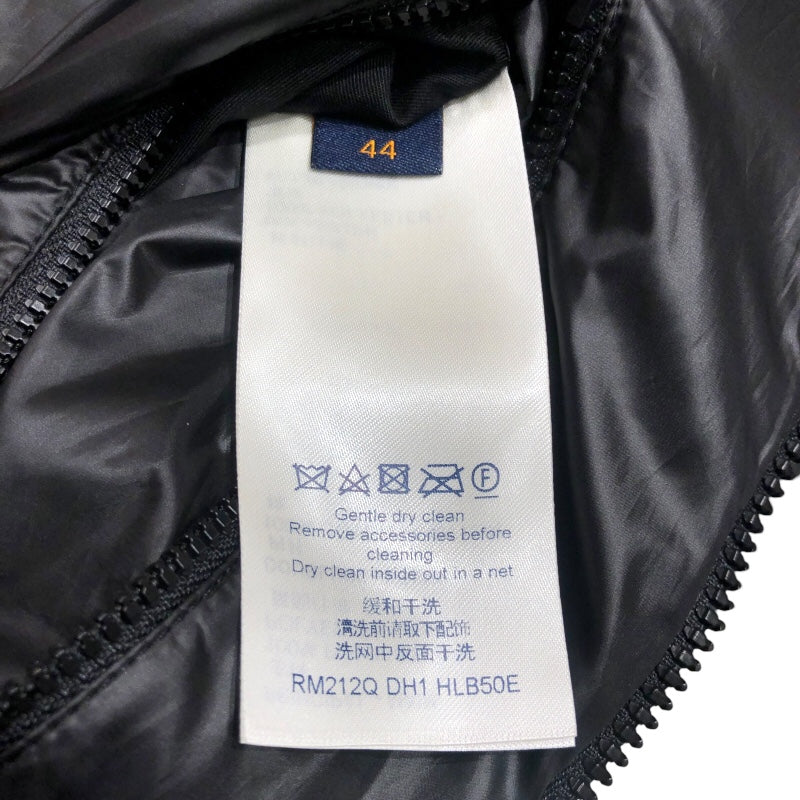 44
F
Gentle dry clean
Remove accessories before
cleaning
Dry clean inside out in a net
缓和干洗
清洗前请取下配饰
洗网中反面干洗
RM212Q DH1 HLB50E